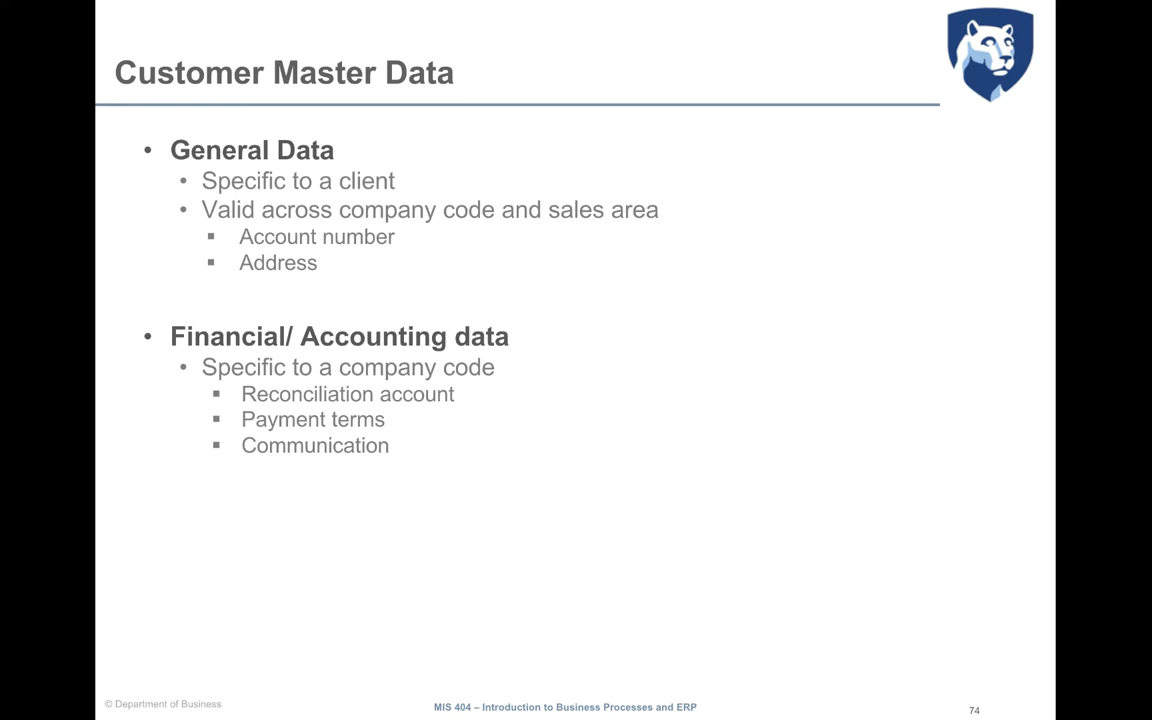 Customer Master Data
• General Data
• Specific to a client
• Valid across company code and sales area
▪ Account number
▪ Address
• Financial/ Accounting data
• Specific to a company code
▪ Reconciliation account
▪ Payment terms
▪ Communication
© Department of Business
MIS 404 – Introduction to Business Processes and ERP
74